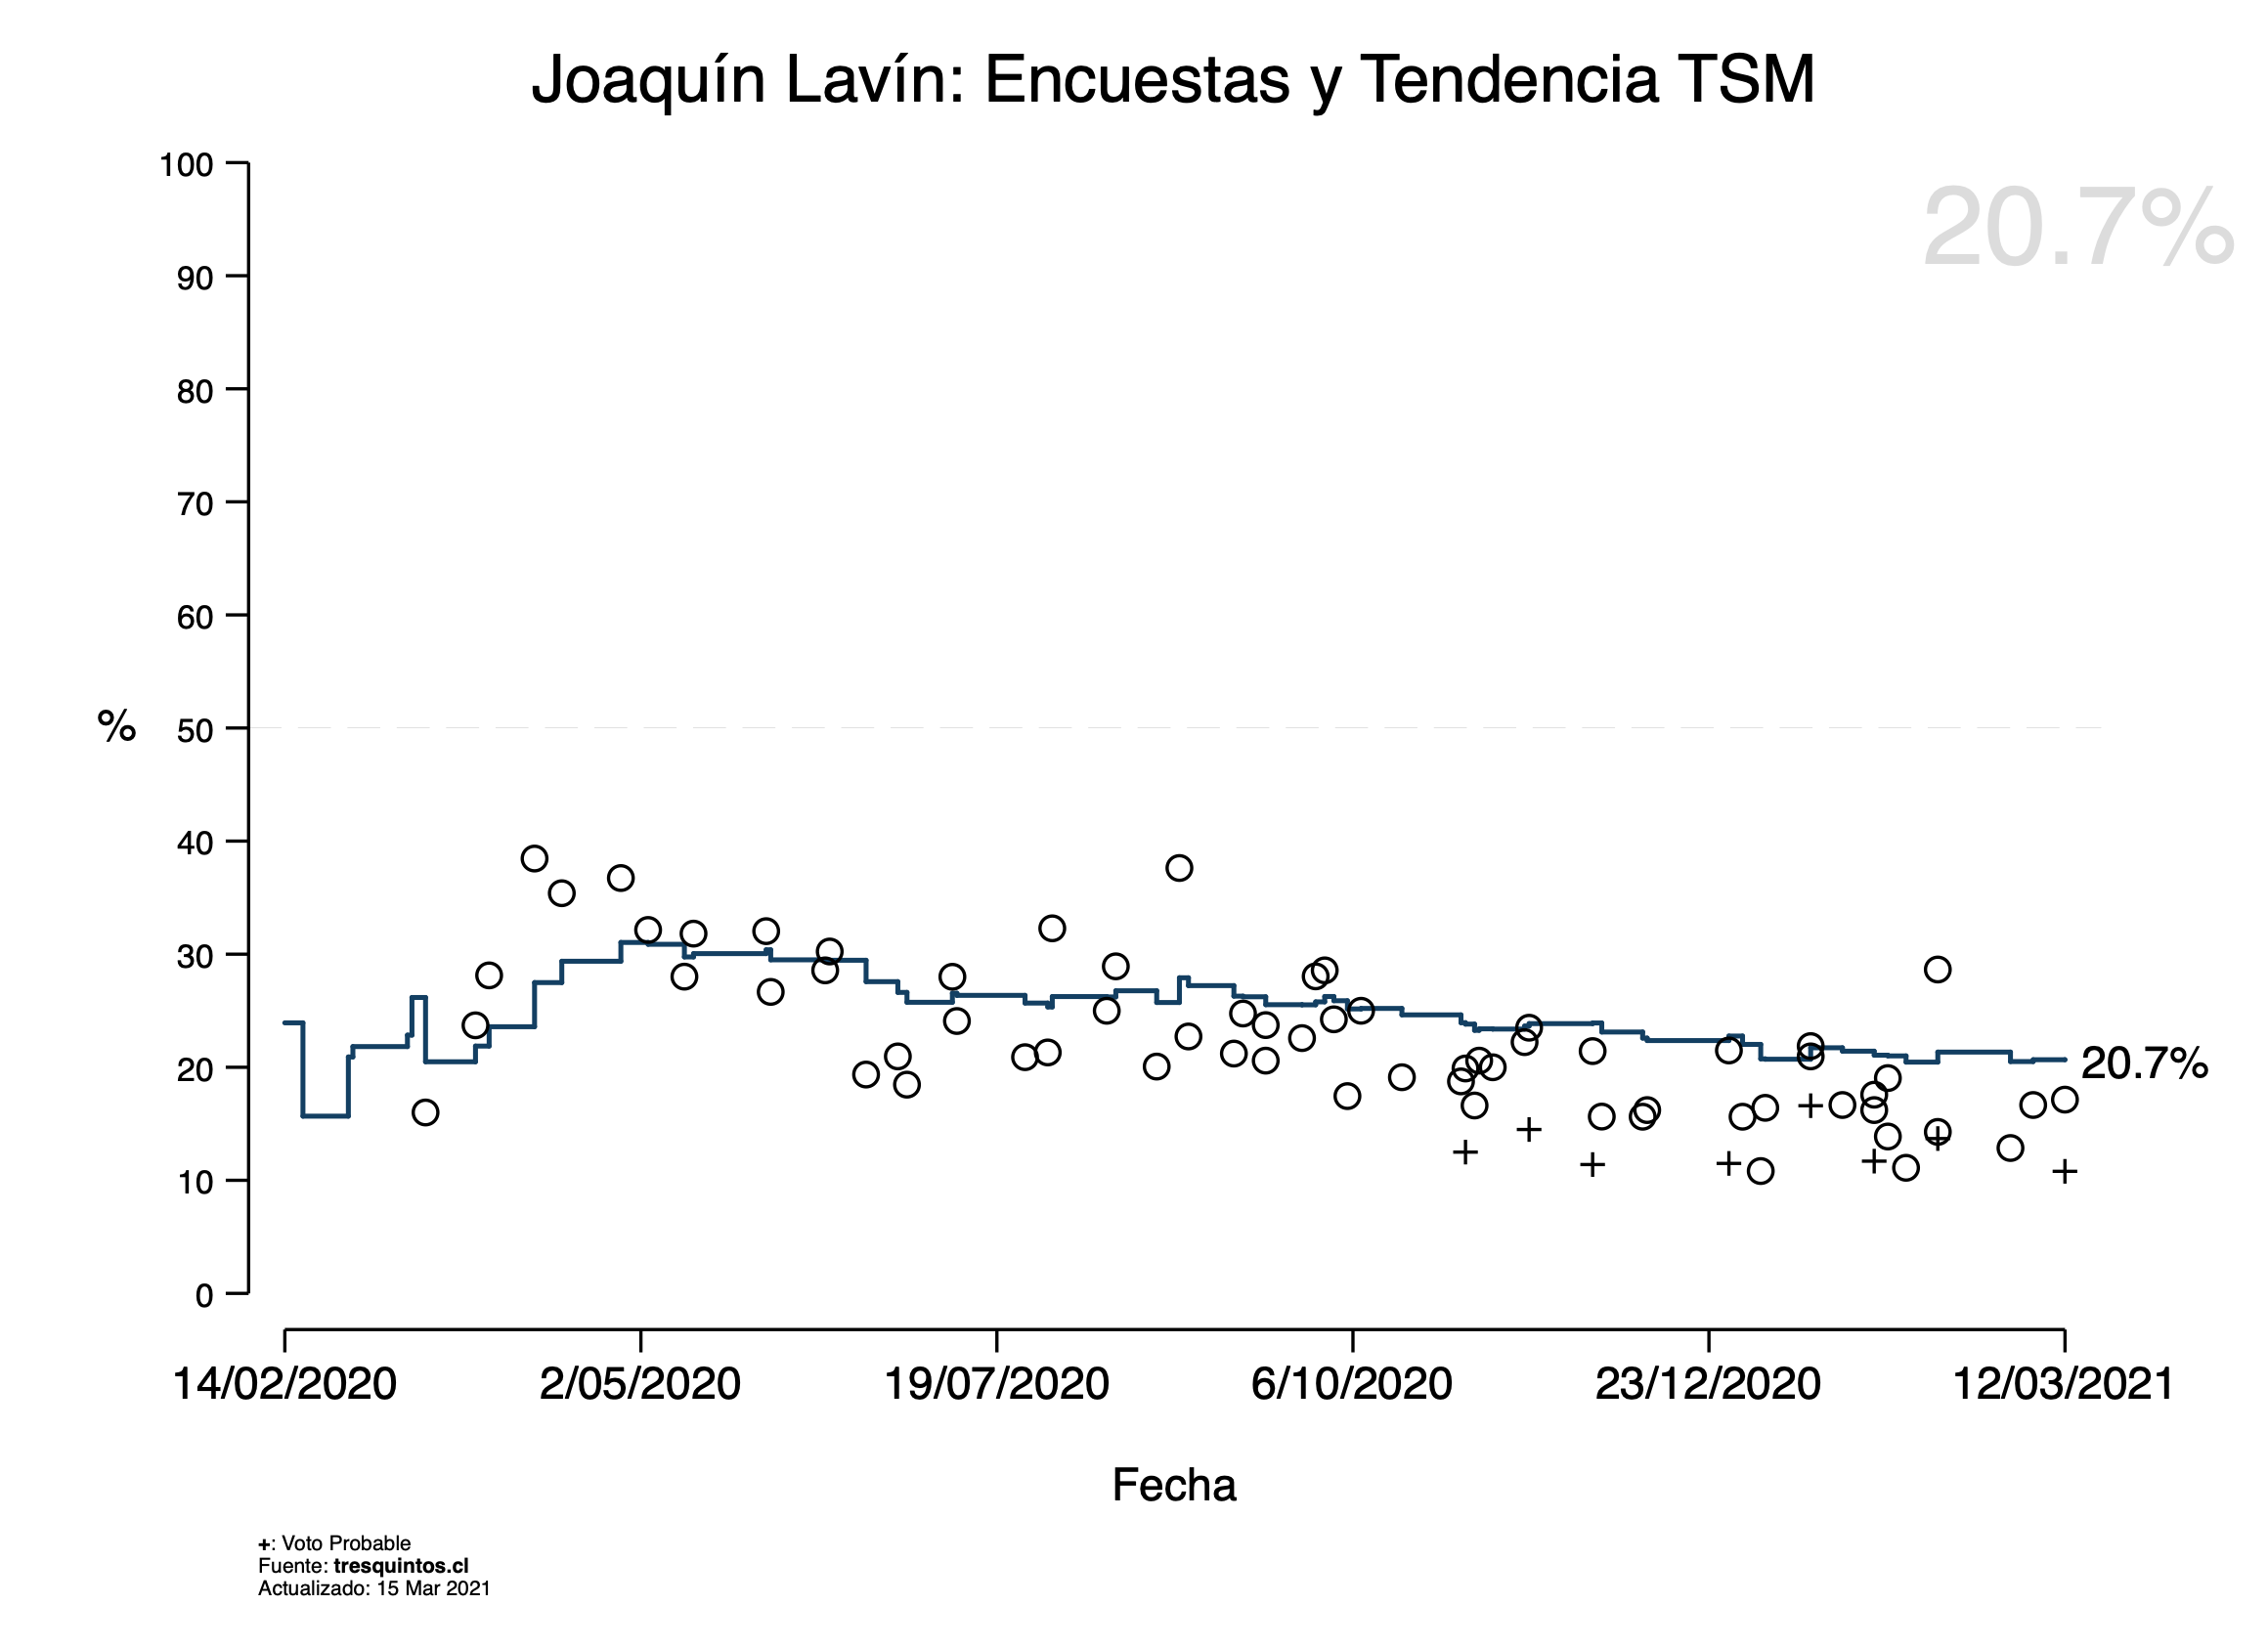 Joaquín Lavín: Encuestas y Tendencia TSM
20.7%
100
90
80
70
60
50
40
30
20
10
0
%
20.7%
14/02/2020 2/05/2020 19/07/2020 6/10/2020 23/12/2020 12/03/2021
Fecha
+: Voto Probable
Fuente: tresquintos.cl
Actualizado: 15 Mar 2021